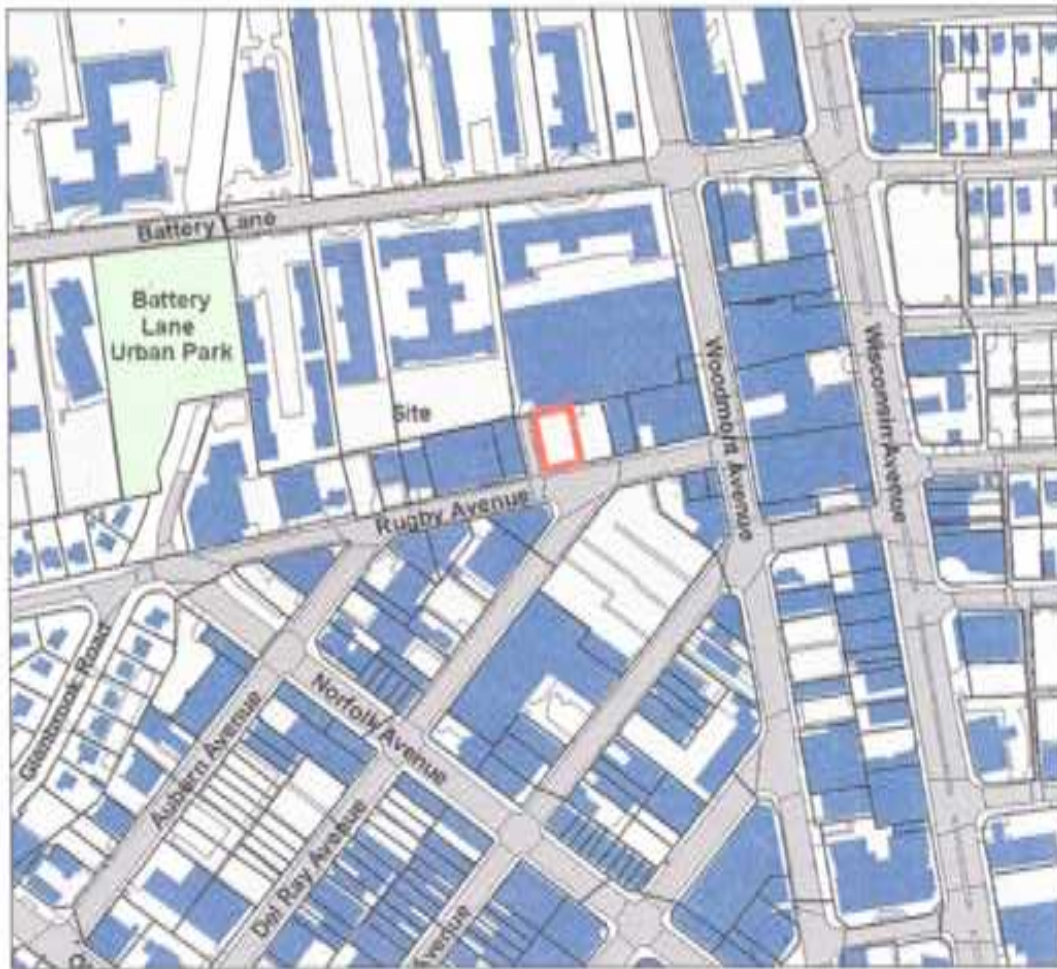 Battery Lane
Battery
Lane
Urban Park
Site
Woodmont Avenue
Wisconsin Avenue
Rugby Avenue
Glenbrook Road
Norfolk Avenue
Auburn Avenue
Del Ray Avenue
Avenue